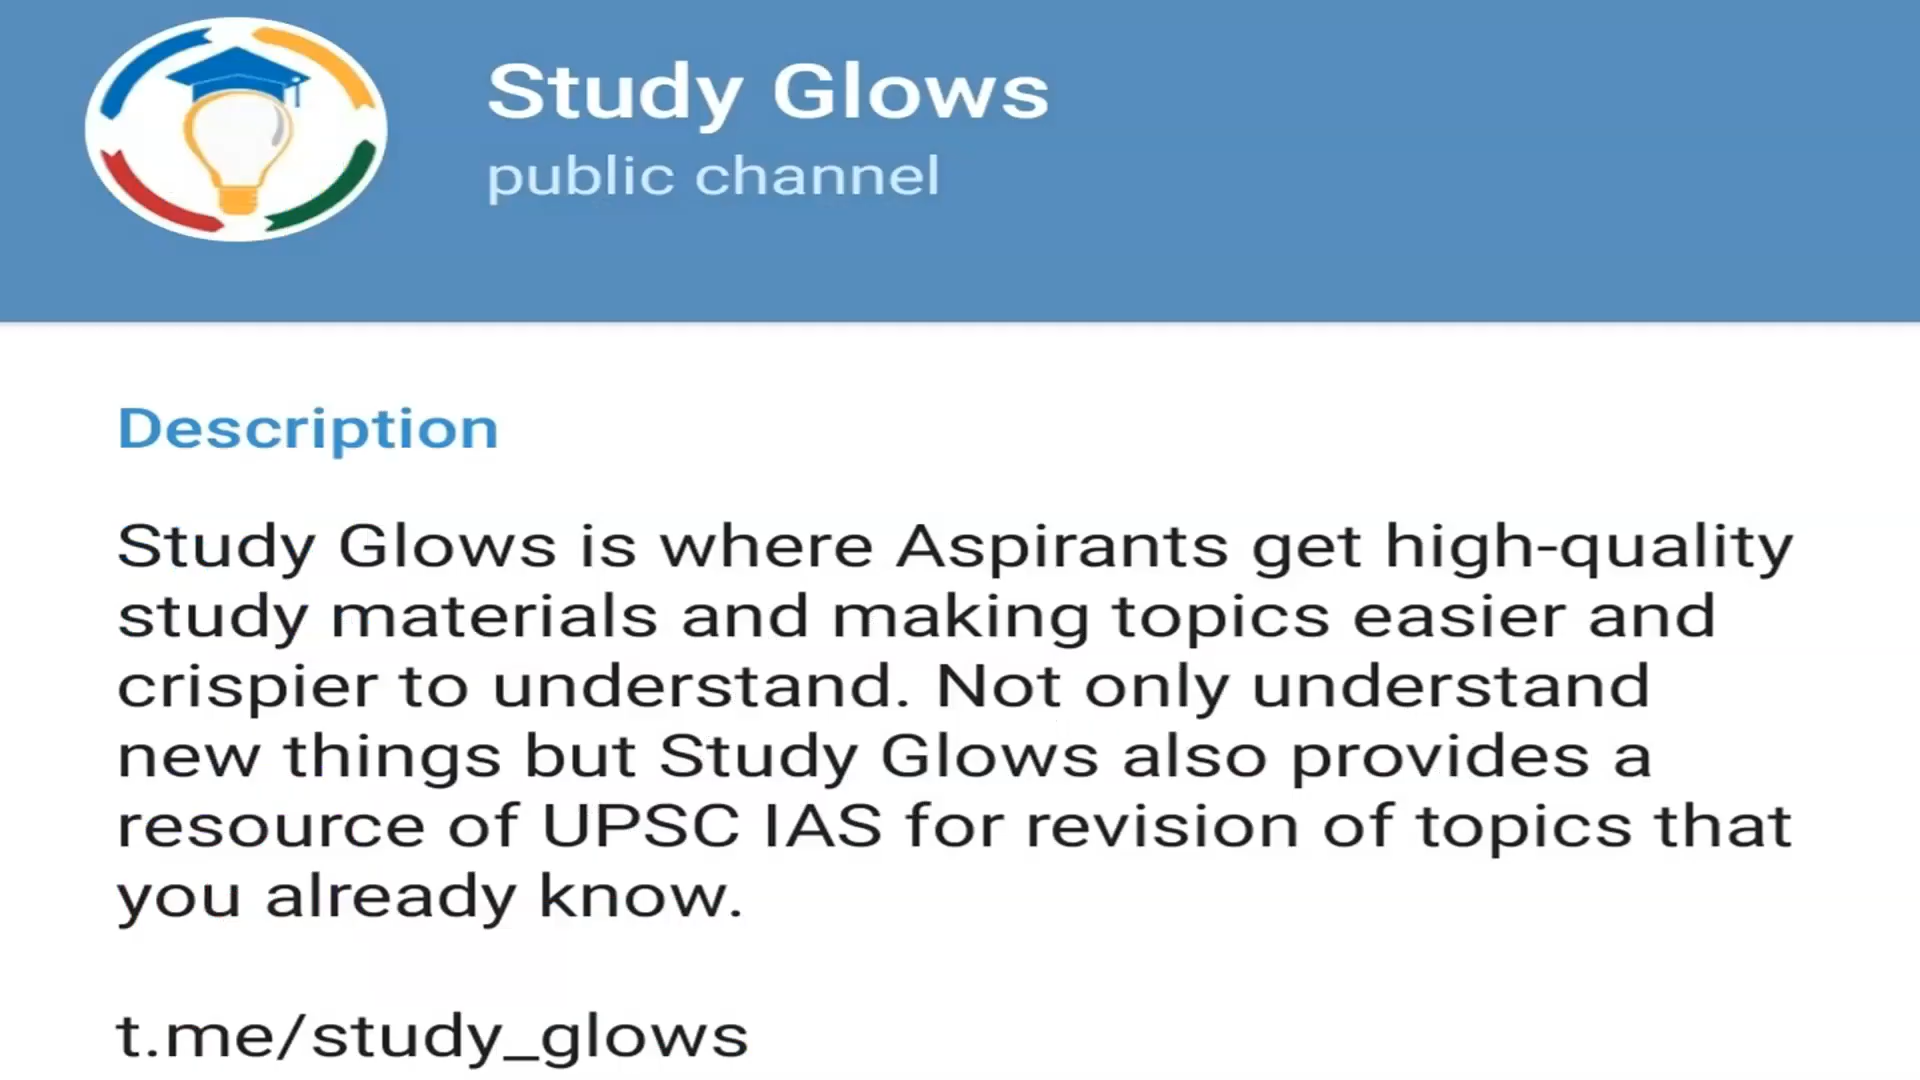 Study Glows
public channel
Description
Study Glows is where Aspirants get high-quality
study materials and making topics easier and
crispier to understand. Not only understand
new things but Study Glows also provides a
resource of UPSC IAS for revision of topics that
you already know.
t.me/study_glows